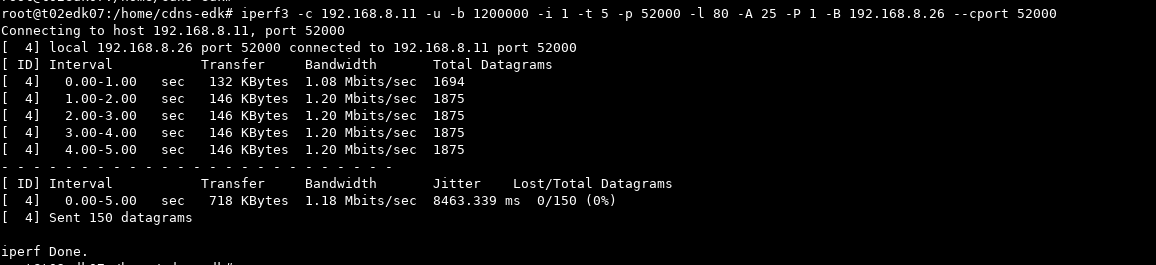 root@t02edk07:/home/cdns-edk# iperf3 -c 192.168.8.11 -u -b 1200000 -i 1 -t 5 -p 52000 -l 80 -A 25 -P 1 -B 192.168.8.26 --cport 52000
Connecting to host 192.168.8.11, port 52000
[  4] local 192.168.8.26 port 52000 connected to 192.168.8.11 port 52000
[ ID] Interval           Transfer     Bandwidth       Total Datagrams
[  4]   0.00-1.00   sec   132 KBytes  1.08 Mbits/sec  1694
[  4]   1.00-2.00   sec   146 KBytes  1.20 Mbits/sec  1875
[  4]   2.00-3.00   sec   146 KBytes  1.20 Mbits/sec  1875
[  4]   3.00-4.00   sec   146 KBytes  1.20 Mbits/sec  1875
[  4]   4.00-5.00   sec   146 KBytes  1.20 Mbits/sec  1875
- - - - - - - - - - - - - - - - - - - - - - - - -
[ ID] Interval           Transfer     Bandwidth       Jitter    Lost/Total Datagrams
[  4]   0.00-5.00   sec   718 KBytes  1.18 Mbits/sec  8463.339 ms  0/150 (0%)
[  4] Sent 150 datagrams
iperf Done.